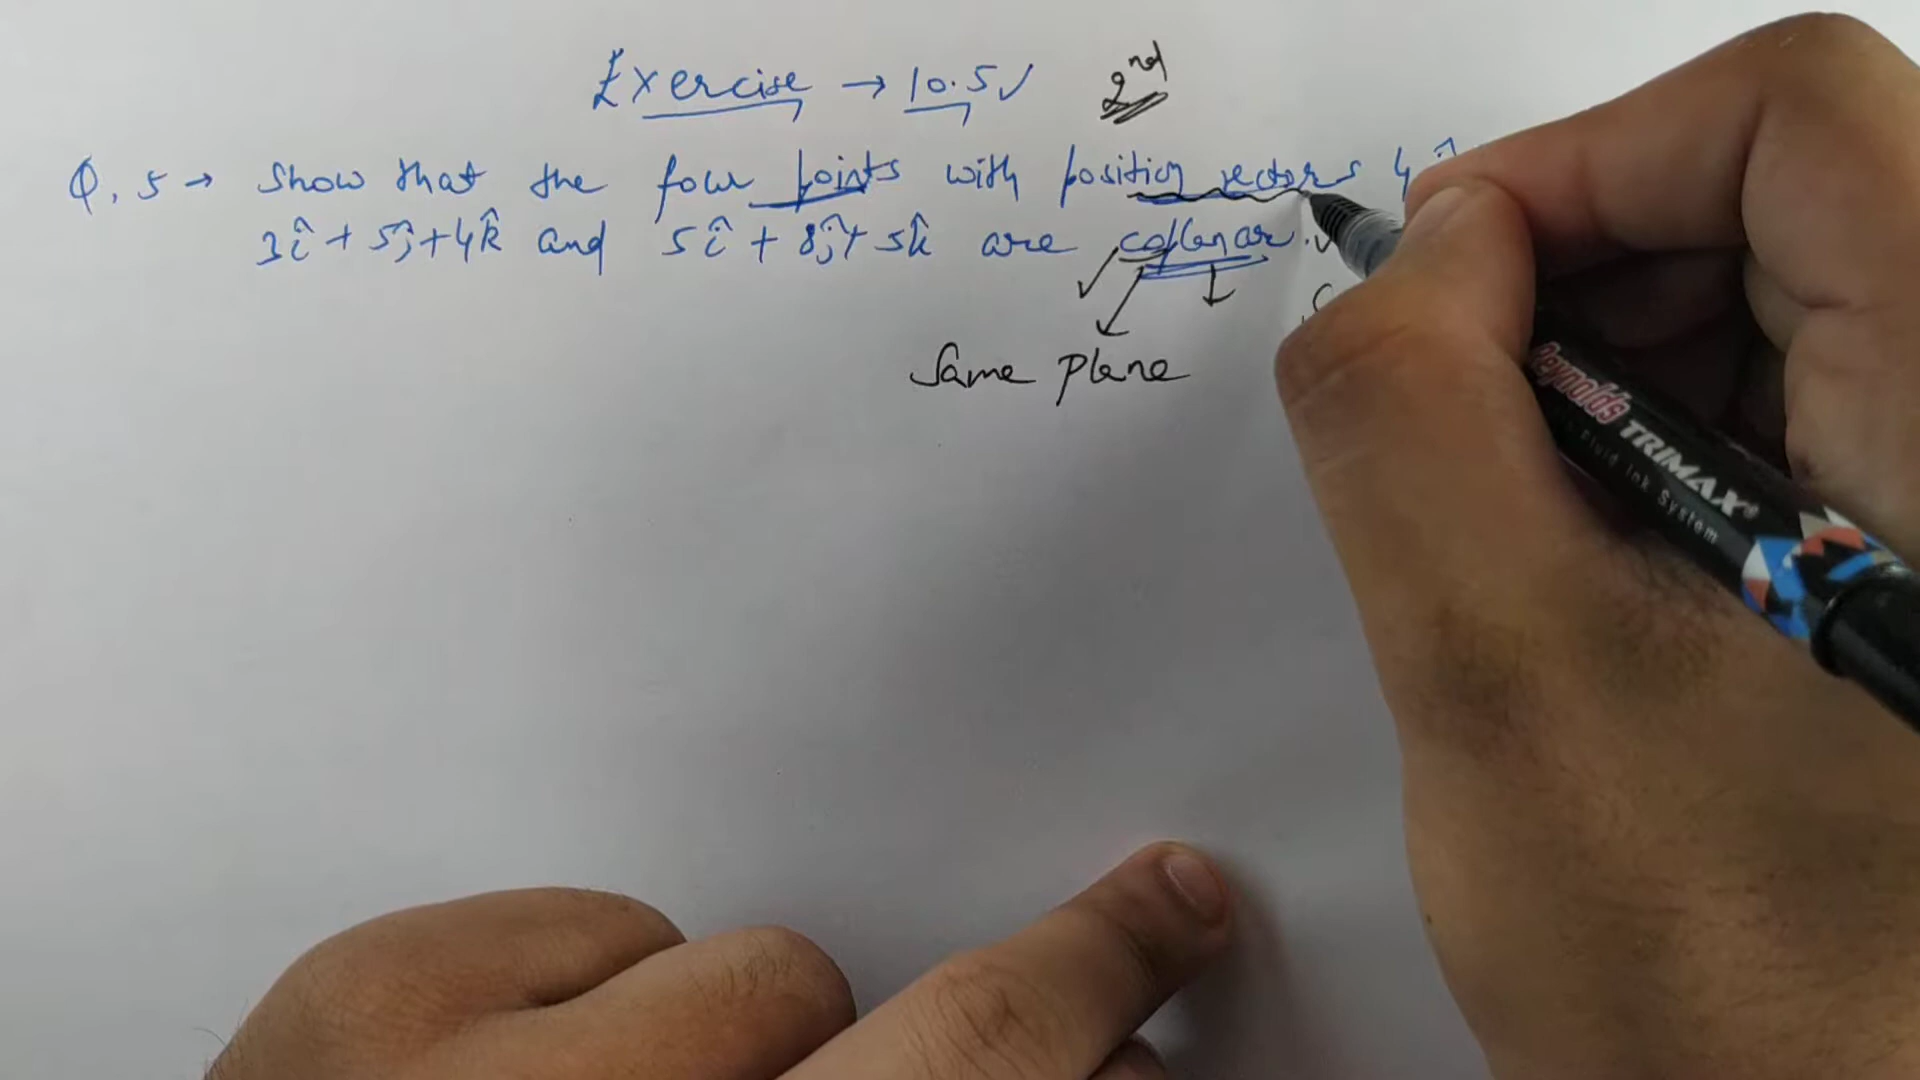 Exercise → 10.5 ✓ 2nd
Q.5 → Show that the four points with position vectors 4î
3î + 5ĵ + 4k̂ and 5î + 8ĵ + 5k̂ are coplanar.
Same plane
Reynolds TRIMAX
Fluid Ink System